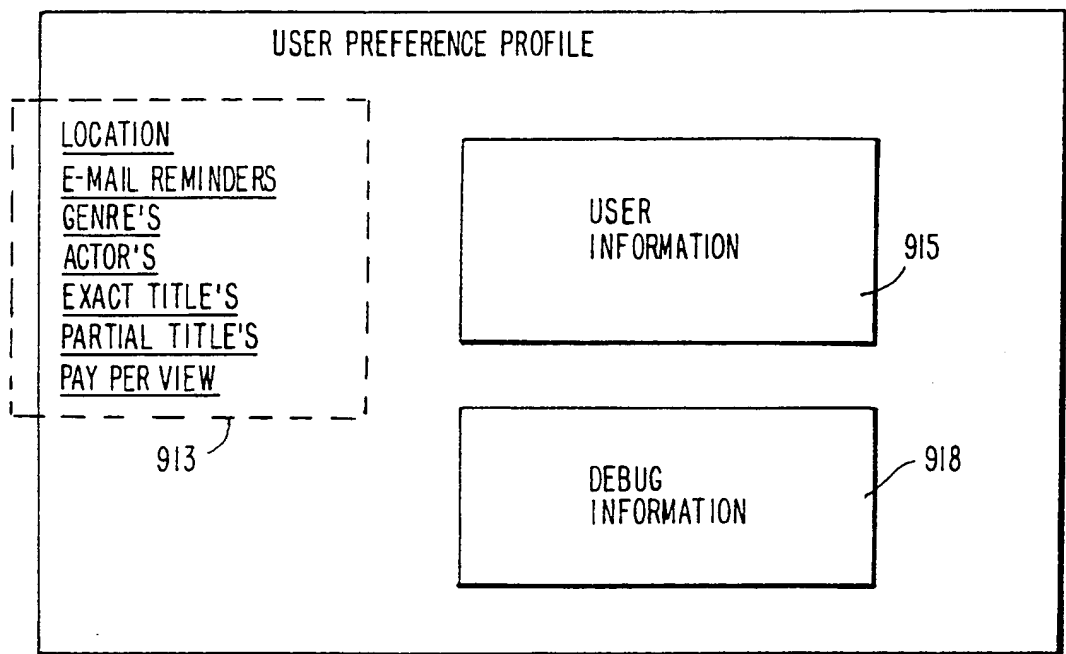 USER PREFERENCE PROFILE
LOCATION
E-MAIL REMINDERS
GENRE'S
ACTOR'S
EXACT TITLE'S
PARTIAL TITLE'S
PAY PER VIEW
913
USER
INFORMATION
915
DEBUG
INFORMATION
918